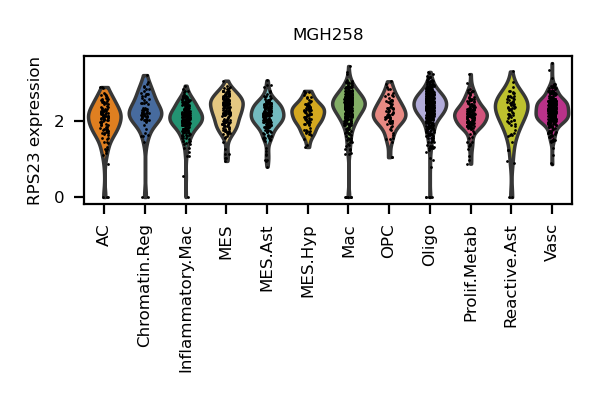 MGH258
RPS23 expression
2
0
AC
Chromatin.Reg
Inflammatory.Mac
MES
MES.Ast
MES.Hyp
Mac
OPC
Oligo
Prolif.Metab
Reactive.Ast
Vasc